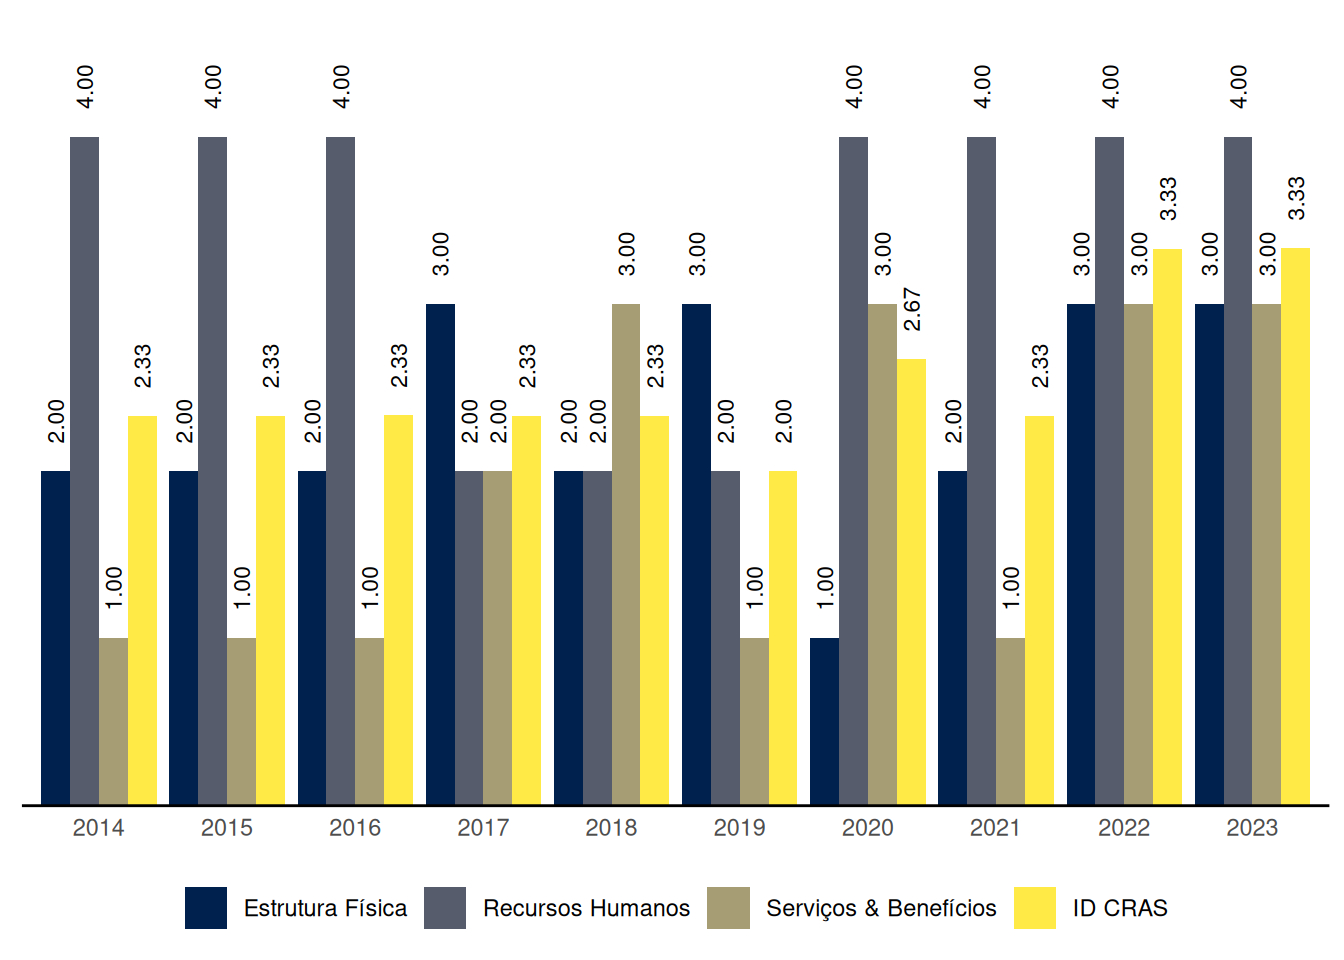 4.00 4.00 4.00 4.00 4.00 4.00 4.00
3.33 3.33
3.00 3.00 3.00 3.00 3.00 3.00 3.00 3.00
2.67
2.33 2.33 2.33 2.33 2.33 2.33
2.00 2.00 2.00 2.00 2.00 2.00 2.00 2.00 2.00 2.00
1.00 1.00 1.00 1.00 1.00 1.00
2014 2015 2016 2017 2018 2019 2020 2021 2022 2023
Estrutura Física Recursos Humanos Serviços & Benefícios ID CRAS